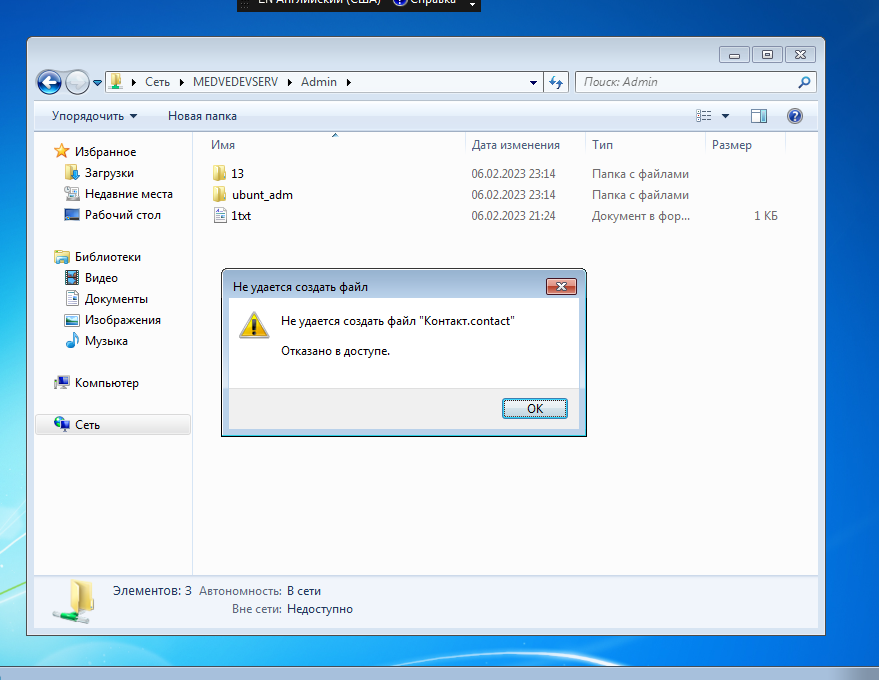 EN Английский (США) Справка
Сеть MEDVEDEVSERV Admin
Поиск: Admin
Упорядочить Новая папка
Имя Дата изменения Тип Размер
Избранное
Загрузки
Недавние места
Рабочий стол
Библиотеки
Видео
Документы
Изображения
Музыка
Компьютер
Сеть
13 06.02.2023 23:14 Папка с файлами
ubunt_adm 06.02.2023 23:14 Папка с файлами
1txt 06.02.2023 21:24 Документ в фор... 1 КБ
Не удается создать файл
Не удается создать файл "Контакт.contact"
Отказано в доступе.
OK
Элементов: 3 Автономность: В сети
Вне сети: Недоступно